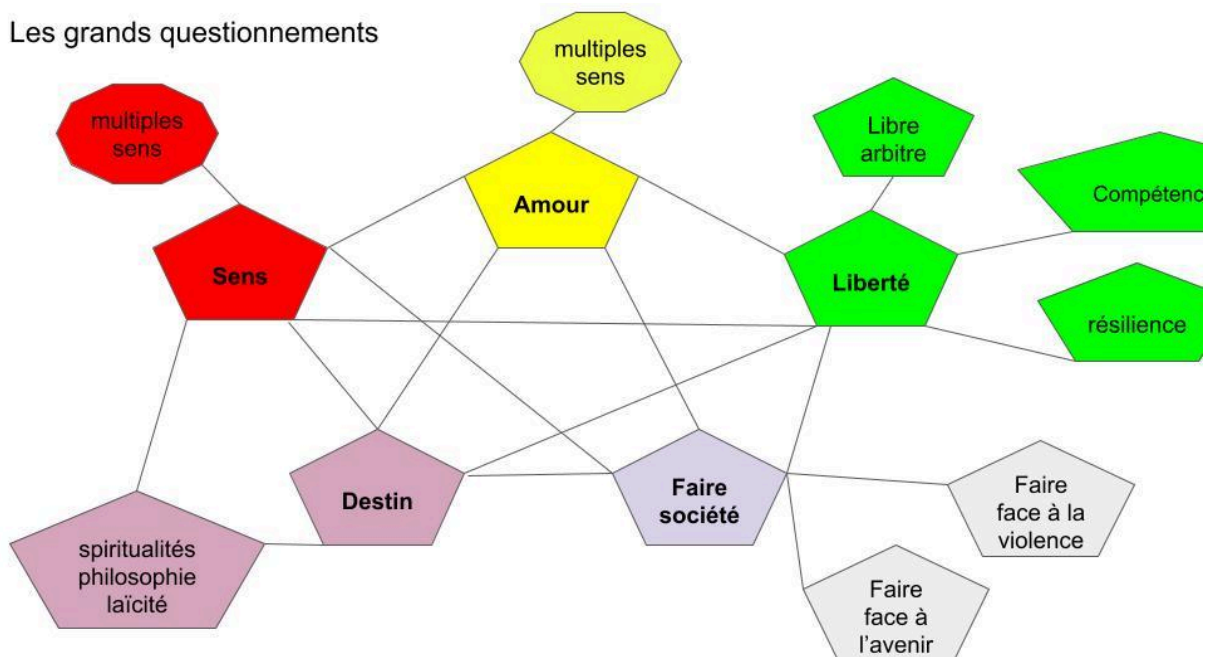 Les grands questionnements
multiples
sens
multiples
sens
Libre
arbitre
Compétenc
Amour
Sens
Liberté
résilience
Destin
Faire
société
Faire
face à la
violence
spiritualités
philosophie
laïcité
Faire
face à
l'avenir